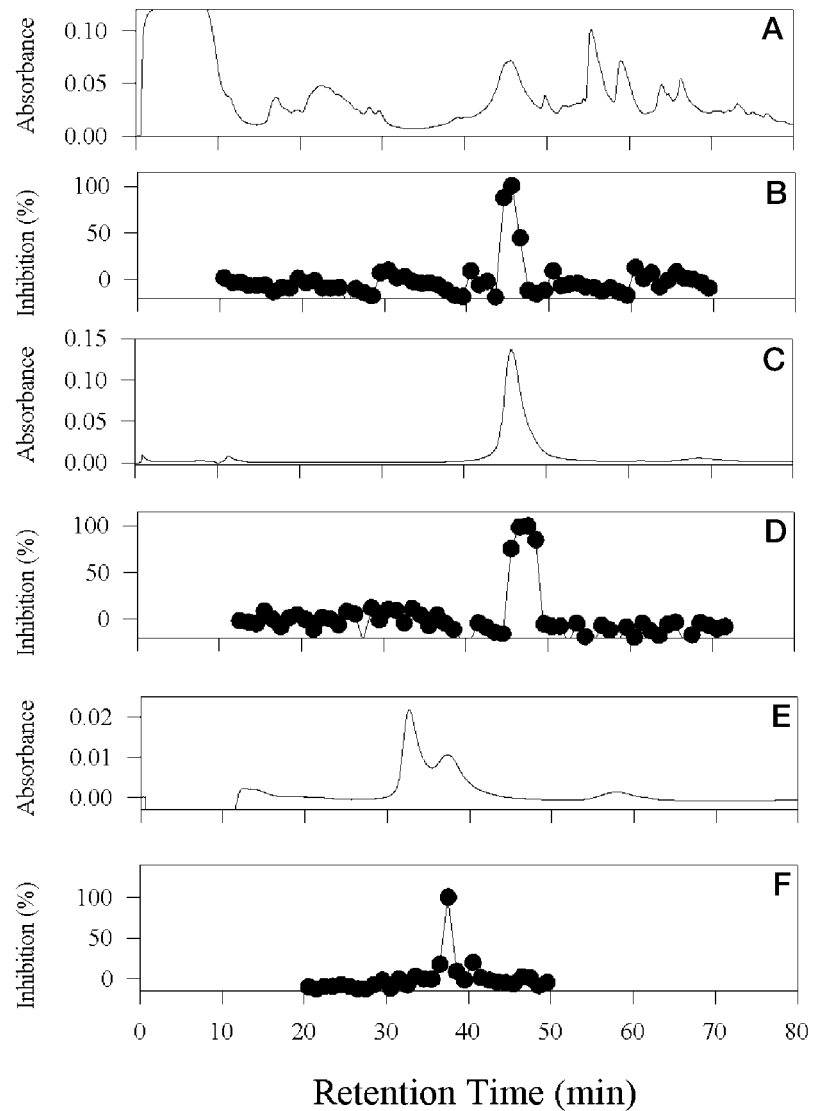 A
Absorbance
0.10
0.05
0.00
B
Inhibition (%)
100
50
0
C
Absorbance
0.15
0.10
0.05
0.00
D
Inhibition (%)
100
50
0
E
Absorbance
0.02
0.01
0.00
F
Inhibition (%)
100
50
0
0 10 20 30 40 50 60 70 80
Retention Time (min)